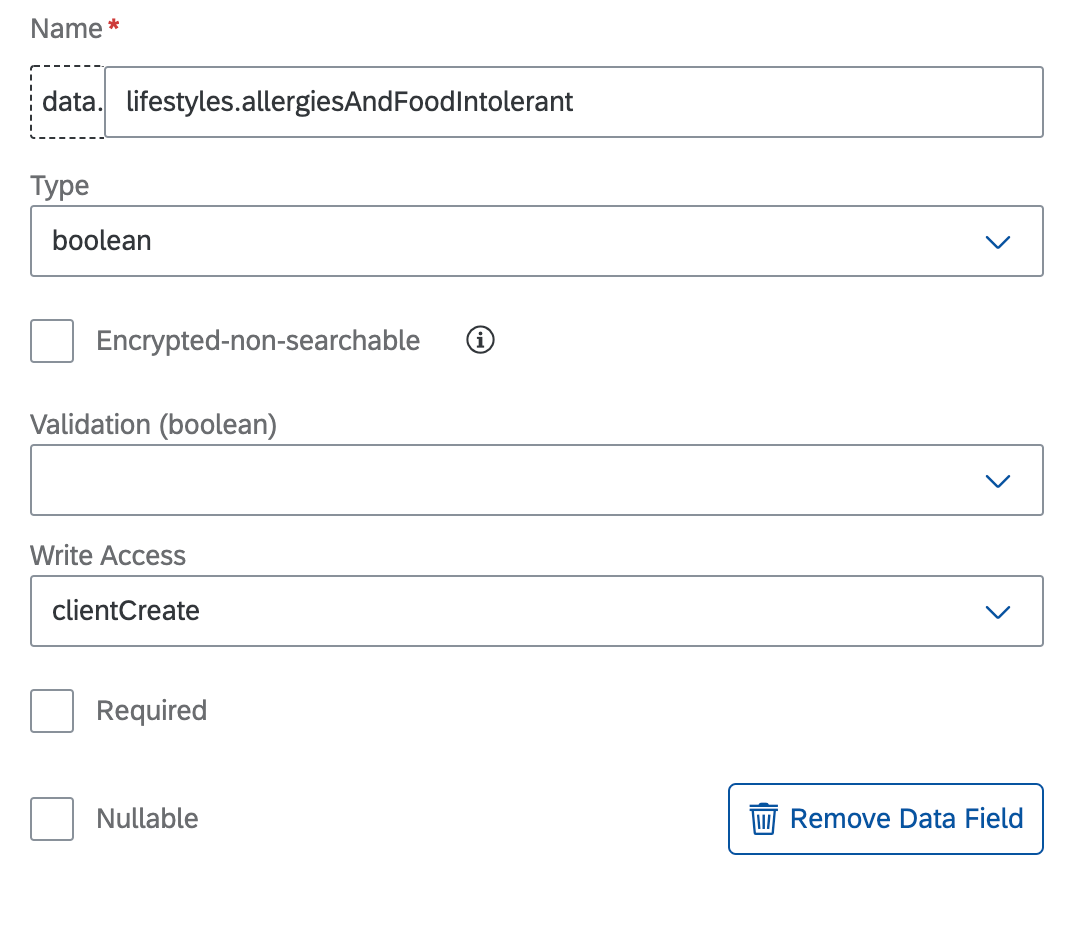 Name *
data. lifestyles.allergiesAndFoodIntolerant
Type
boolean
Encrypted-non-searchable
Validation (boolean)
Write Access
clientCreate
Required
Nullable
Remove Data Field